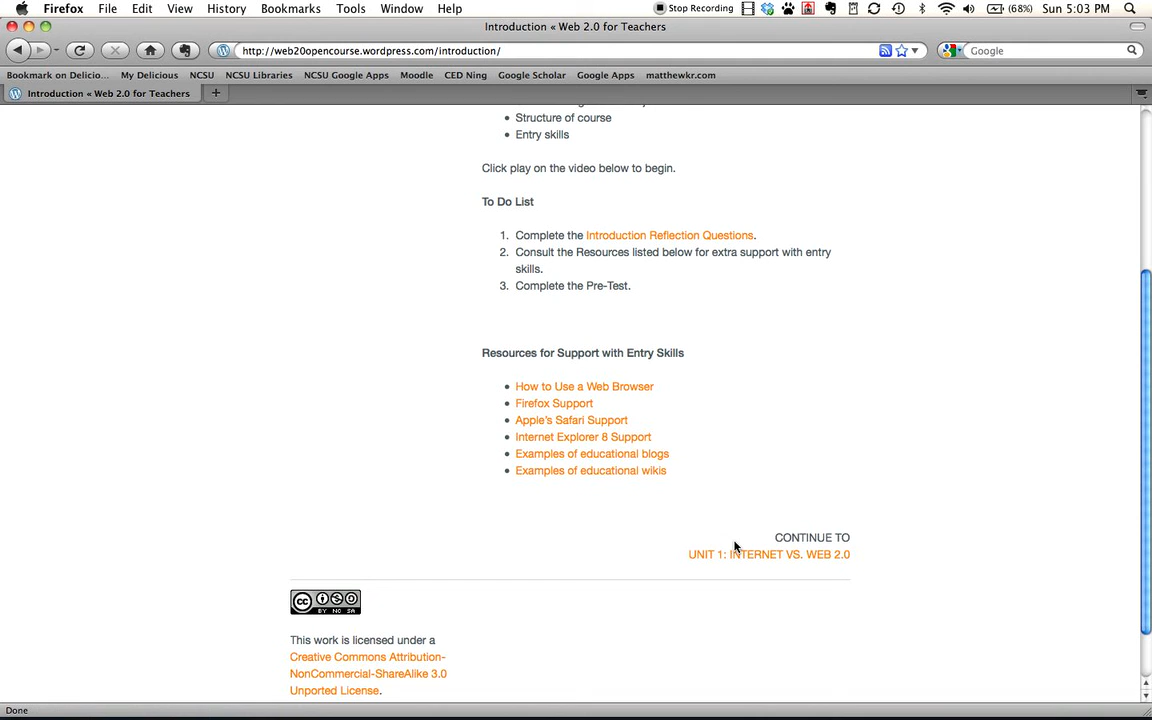 Firefox File Edit View History Bookmarks Tools Window Help Stop Recording (68%) Sun 5:03 PM
Introduction « Web 2.0 for Teachers
http://web20opencourse.wordpress.com/introduction/ Google
Bookmark on Delicio... My Delicious NCSU NCSU Libraries NCSU Google Apps Moodle CED Ning Google Scholar Google Apps matthewkr.com
Introduction « Web 2.0 for Teachers
• Structure of course
• Entry skills
Click play on the video below to begin.
To Do List
1. Complete the Introduction Reflection Questions.
2. Consult the Resources listed below for extra support with entry
skills.
3. Complete the Pre-Test.
Resources for Support with Entry Skills
• How to Use a Web Browser
• Firefox Support
• Apple's Safari Support
• Internet Explorer 8 Support
• Examples of educational blogs
• Examples of educational wikis
CONTINUE TO
UNIT 1: INTERNET VS. WEB 2.0
cc BY NC SA
This work is licensed under a
Creative Commons Attribution-
NonCommercial-ShareAlike 3.0
Unported License.
Done